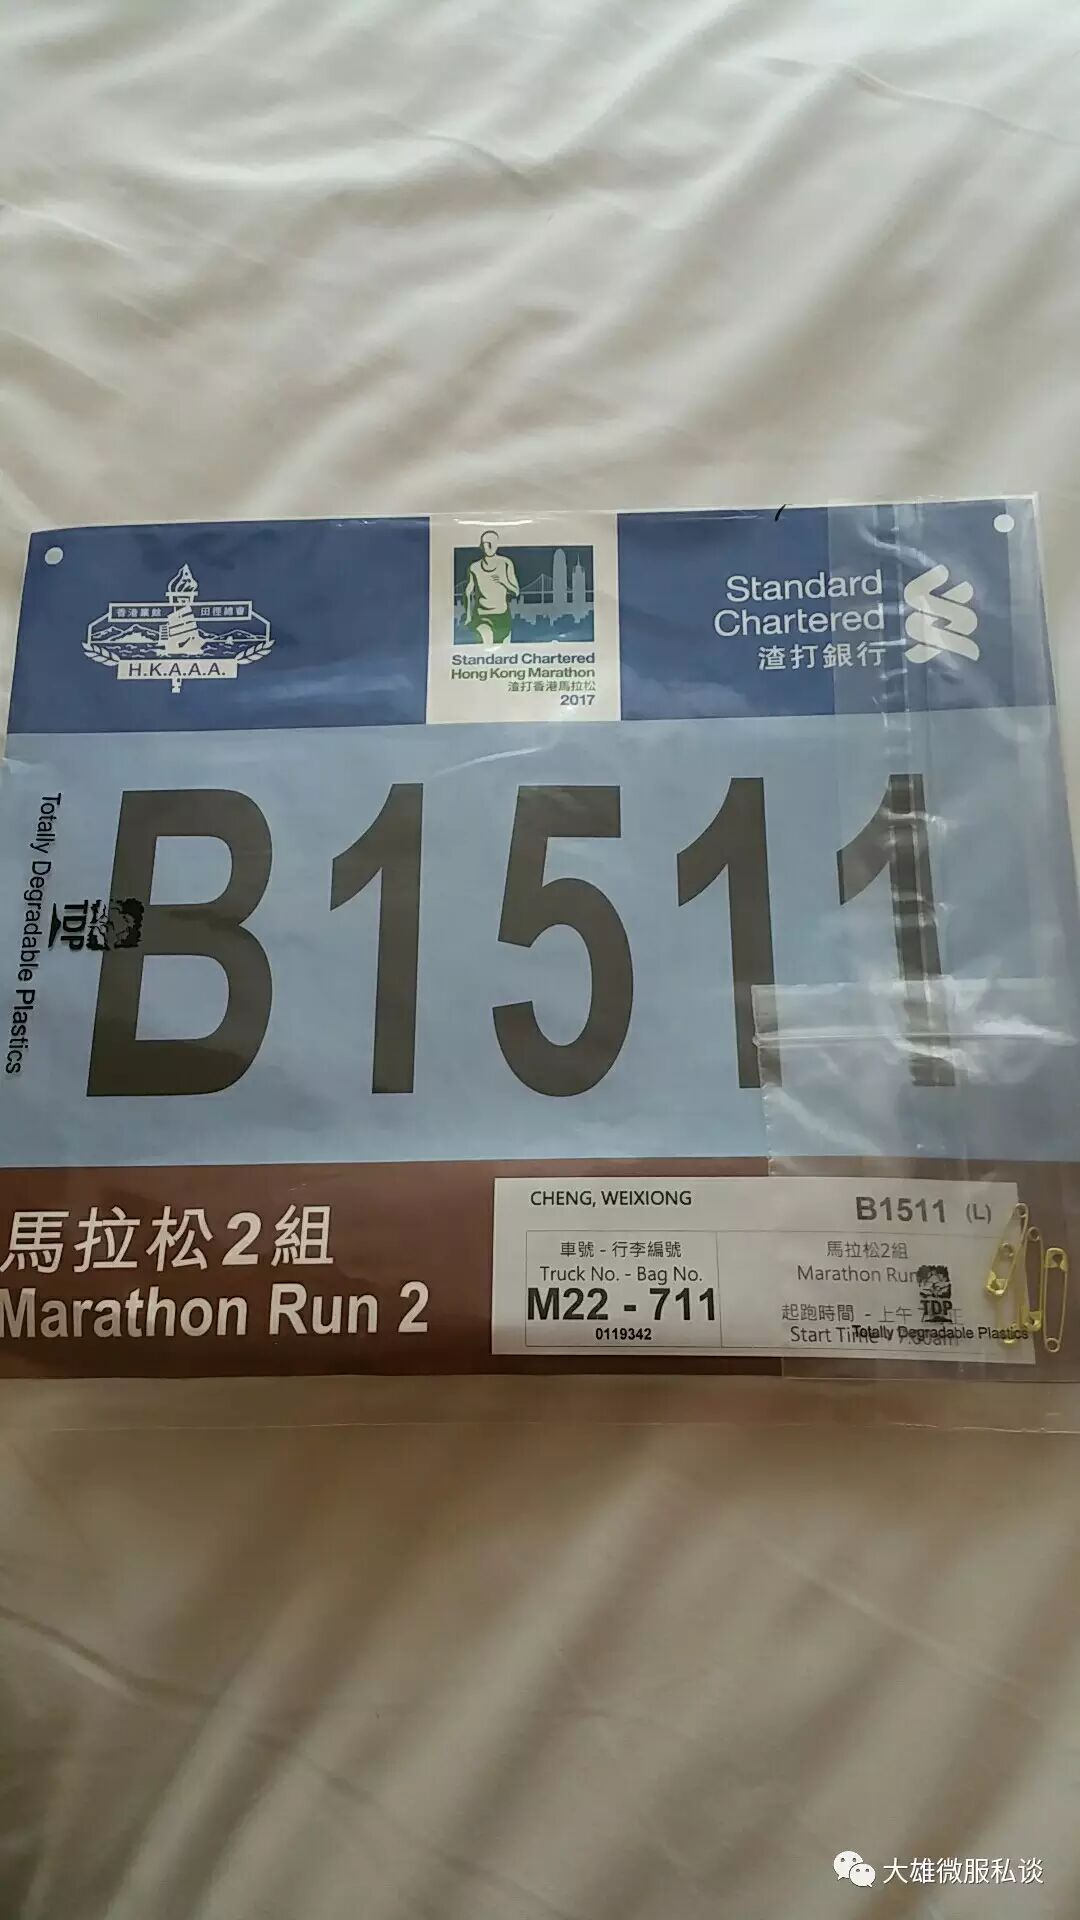 香港業餘 田徑總會
H.K.A.A.A.
Standard Chartered
Hong Kong Marathon
渣打香港馬拉松
2017
Standard
Chartered
渣打銀行
B1511
Totally Degradable Plastics
TDP
馬拉松2組
Marathon Run 2
CHENG, WEIXIONG
B1511 (L)
車號 - 行李編號
Truck No. - Bag No.
M22 - 711
0119342
馬拉松2組
Marathon Run
起跑時間 - 上午
Start Time
TDP
Totally Degradable Plastics
大雄微服私谈